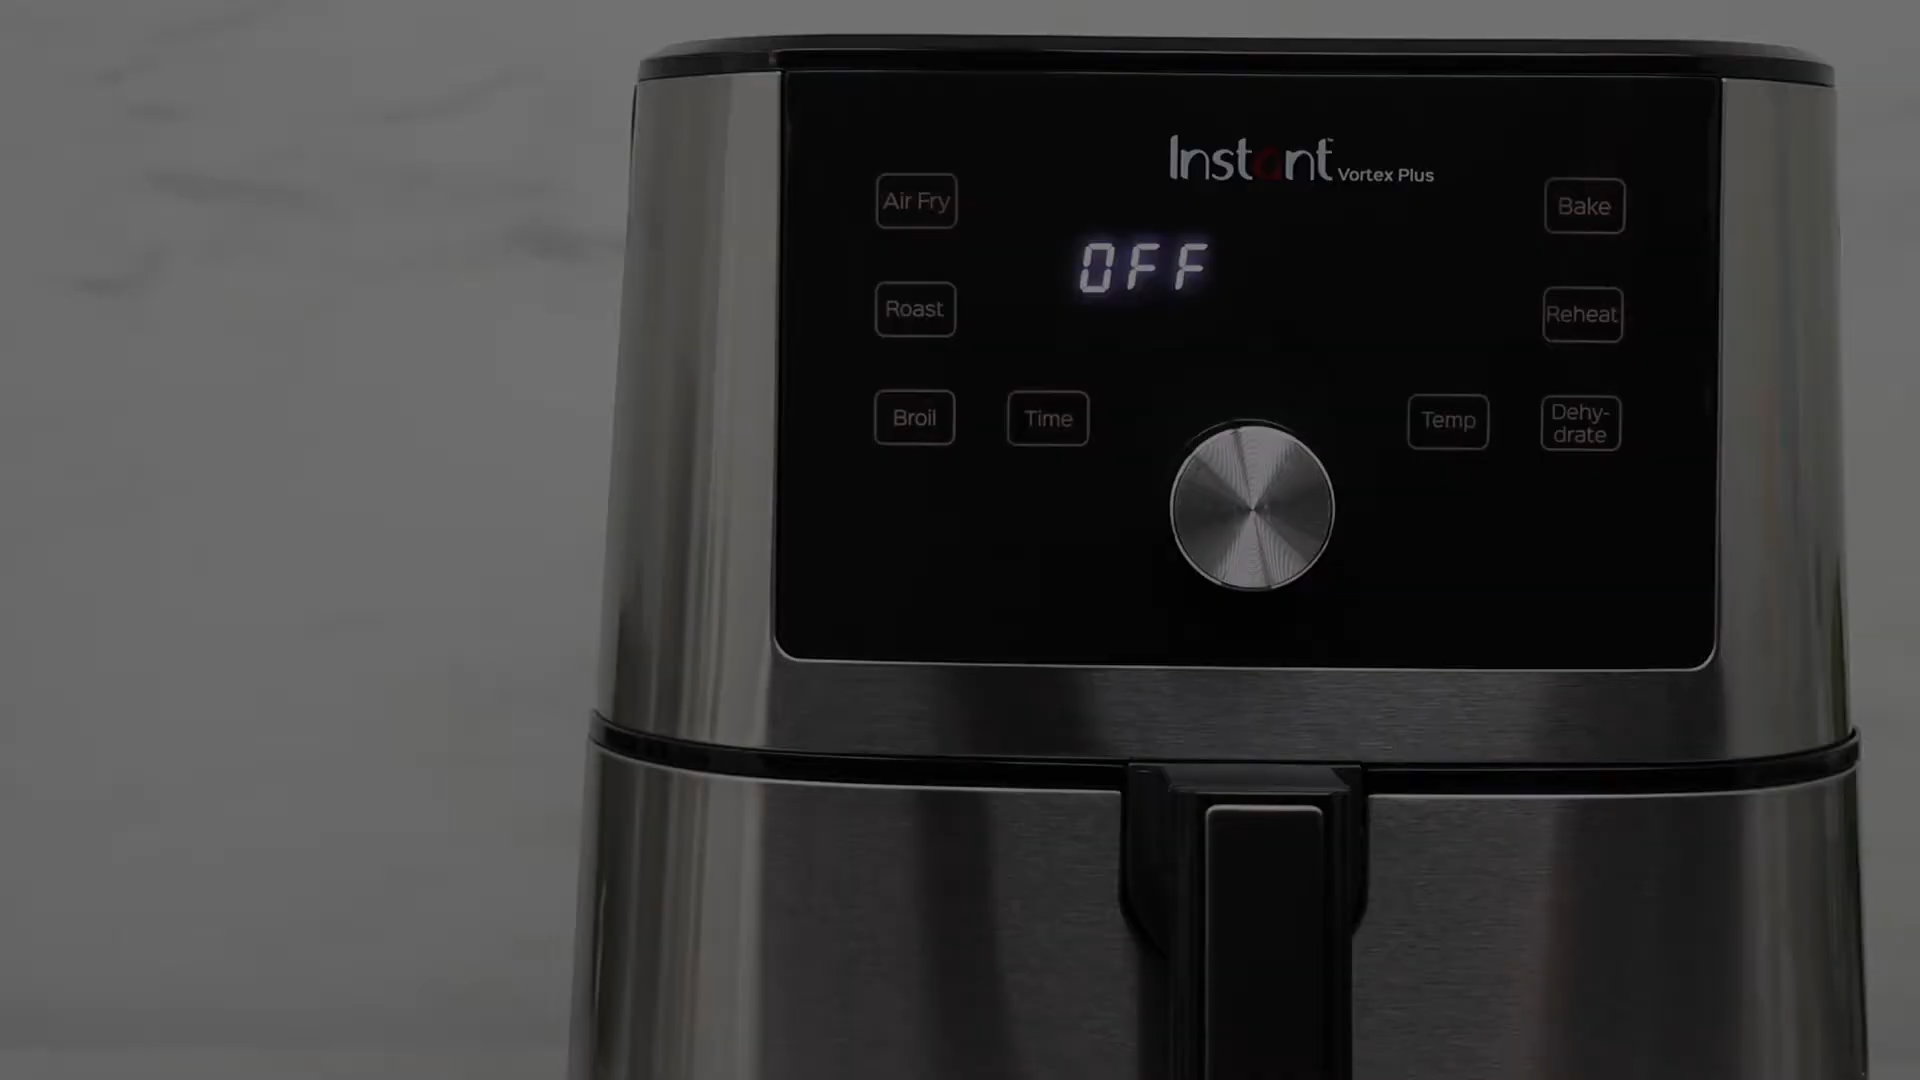 Instant Vortex Plus
Air Fry
Bake
OFF
Roast
Reheat
Broil
Time
Temp
Dehy-
drate